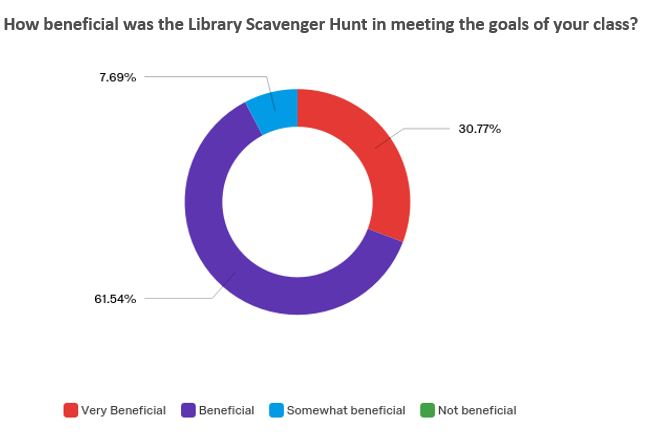 How beneficial was the Library Scavenger Hunt in meeting the goals of your class?
7.69%
30.77%
61.54%
Very Beneficial Beneficial Somewhat beneficial Not beneficial